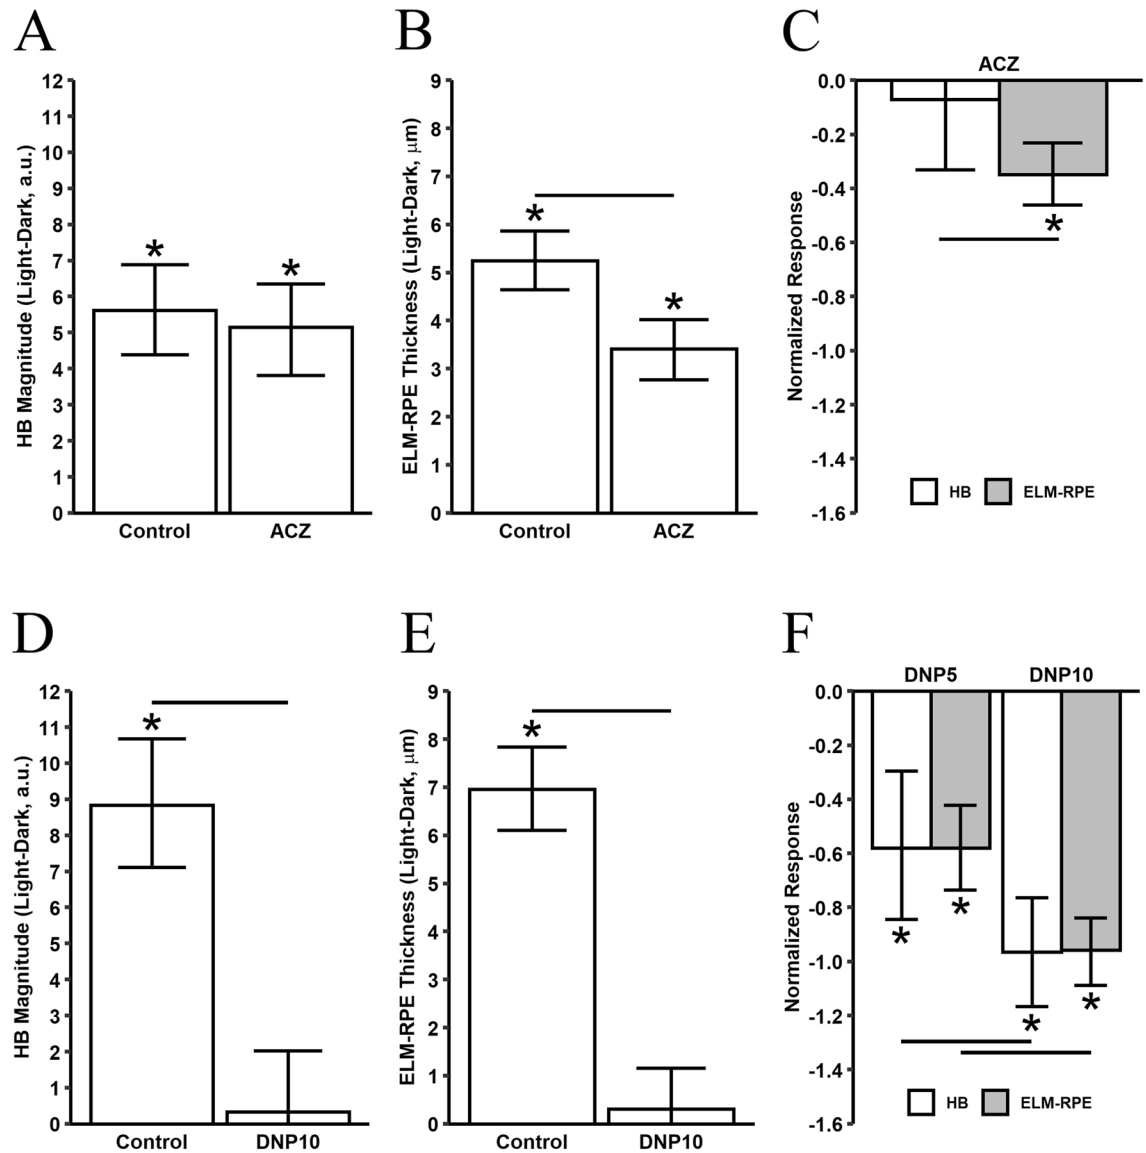 A
HB Magnitude (Light-Dark, a.u.)
12
11
10
9
8
7
6
5
4
3
2
1
0
*
*
Control
ACZ
B
ELM-RPE Thickness (Light-Dark, μm)
9
8
7
6
5
4
3
2
1
0
*
*
Control
ACZ
C
ACZ
Normalized Response
0.0
-0.2
-0.4
-0.6
-0.8
-1.0
-1.2
-1.4
-1.6
*
HB
ELM-RPE
D
HB Magnitude (Light-Dark, a.u.)
12
11
10
9
8
7
6
5
4
3
2
1
0
*
Control
DNP10
E
ELM-RPE Thickness (Light-Dark, μm)
9
8
7
6
5
4
3
2
1
0
*
Control
DNP10
F
DNP5
DNP10
Normalized Response
0.0
-0.2
-0.4
-0.6
-0.8
-1.0
-1.2
-1.4
-1.6
*
*
*
*
HB
ELM-RPE